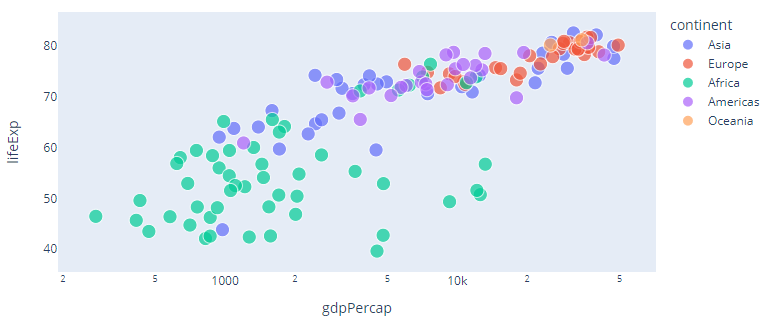 continent
Asia
Europe
Africa
Americas
Oceania
lifeExp
80
70
60
50
40
2 5 1000 2 5 10k 2 5
gdpPercap